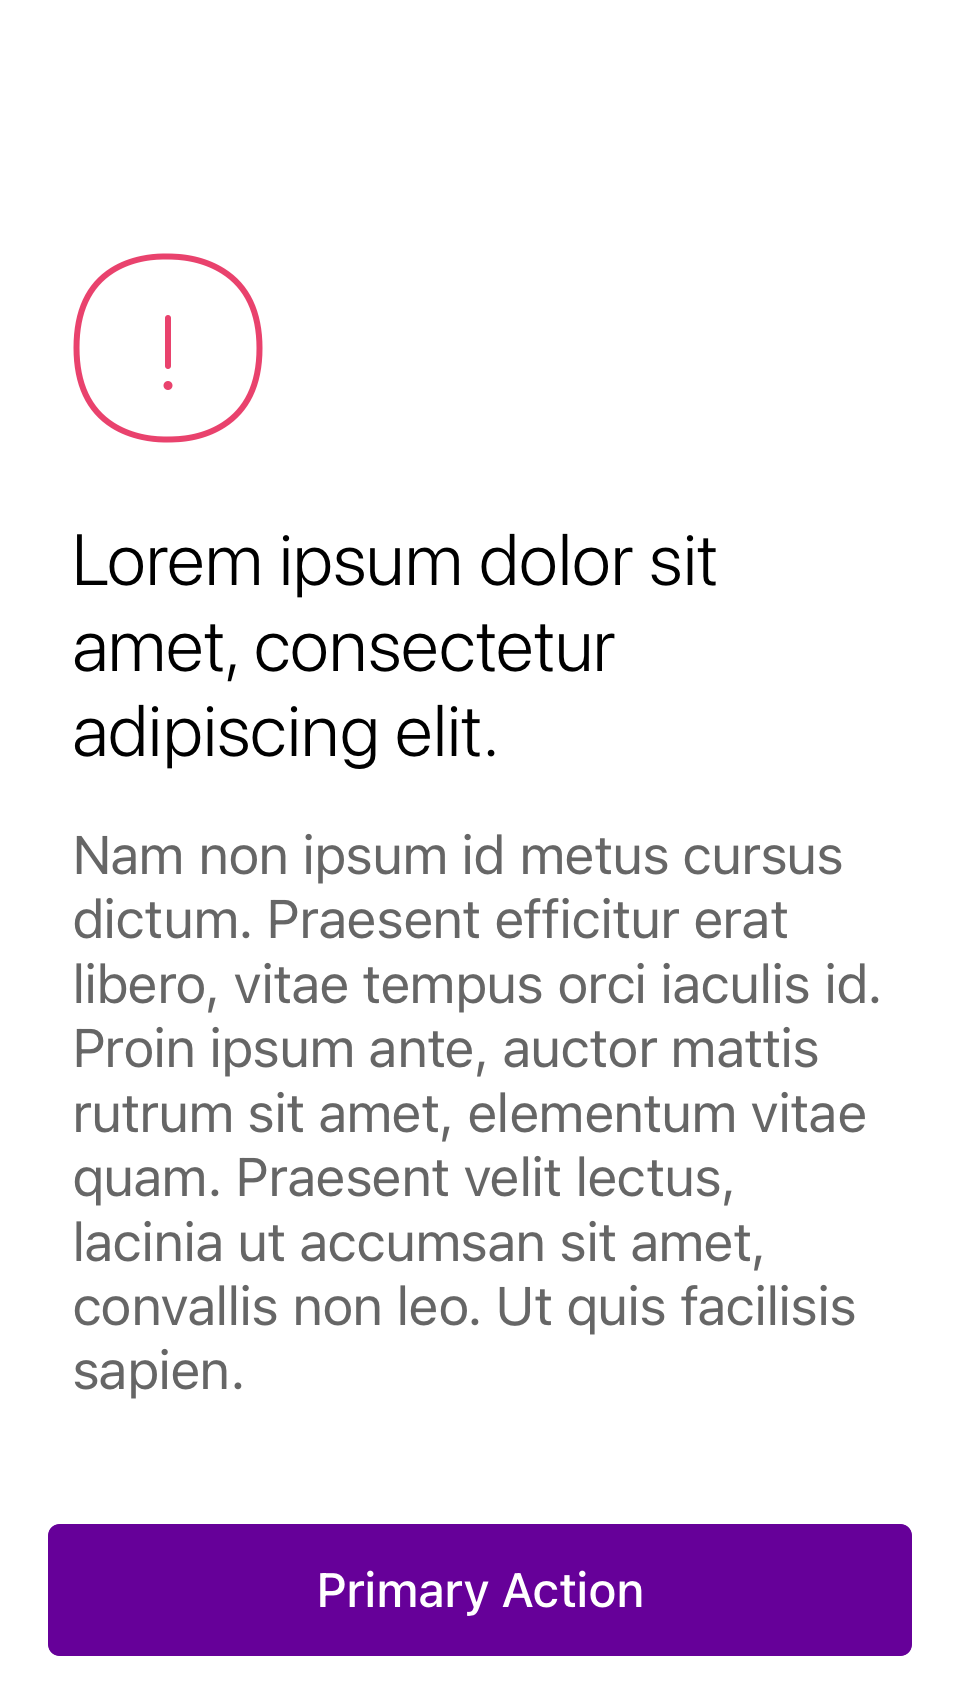 Lorem ipsum dolor sit
amet, consectetur
adipiscing elit.
Nam non ipsum id metus cursus
dictum. Praesent efficitur erat
libero, vitae tempus orci iaculis id.
Proin ipsum ante, auctor mattis
rutrum sit amet, elementum vitae
quam. Praesent velit lectus,
lacinia ut accumsan sit amet,
convallis non leo. Ut quis facilisis
sapien.
Primary Action